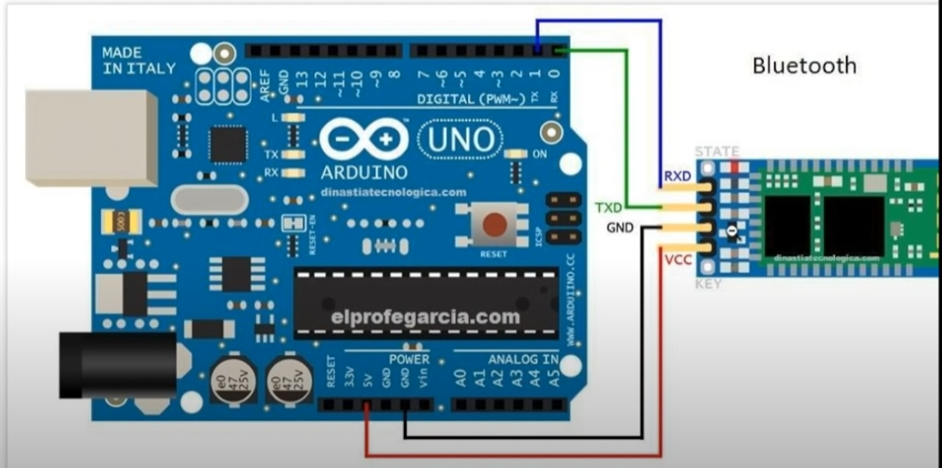 MADE
IN ITALY
AREF
GND
13
12
~11
~10
~9
8
7
~6
~5
4
~3
2
1
0
TX
RX
DIGITAL (PWM~)
Bluetooth
L
TX
RX
ARDUINO
UNO
ON
dinastiatecnologica.com
RESET-EN
RESET
ICSP
STATE
RXD
TXD
GND
VCC
KEY
dinastiatecnologica.com
elprofegarcia.com
WWW.ARDUINO.CC
47
25V
47
25V
POWER
ANALOG IN
RESET
3.3V
5V
GND
GND
Vin
A0
A1
A2
A3
A4
A5